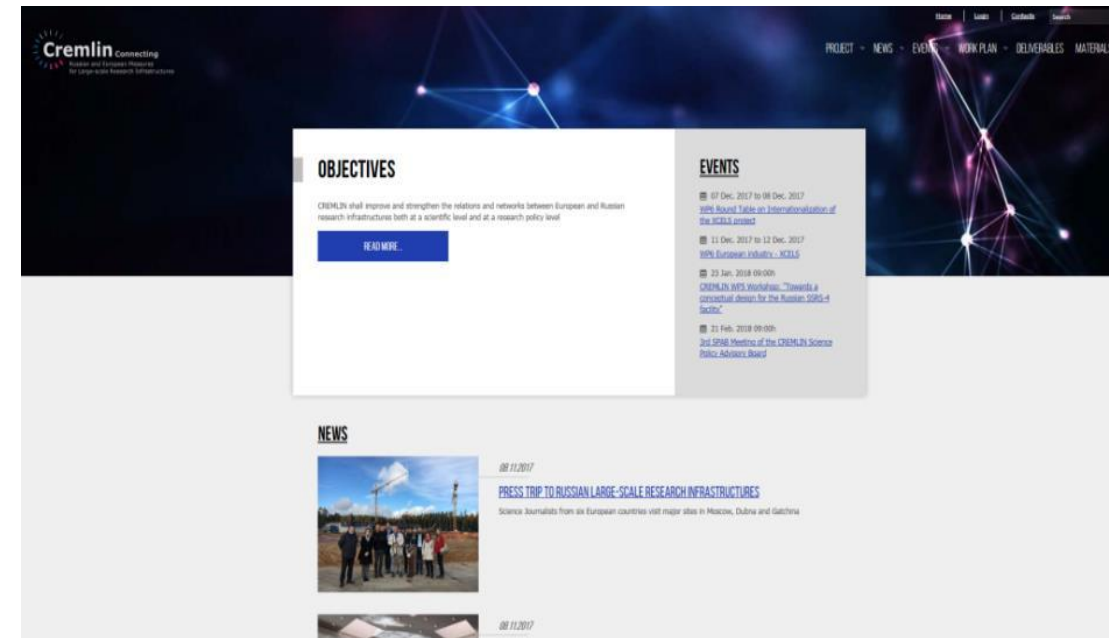 Home Login Contacts Search
Cremlin Connecting
Russian and European Measures
for Large-scale Research Infrastructures
PROJECT NEWS EVENTS WORK PLAN DELIVERABLES MATERIALS
OBJECTIVES
CREMLIN shall improve and strengthen the relations and networks between European and Russian
research infrastructures both at a scientific level and at a research policy level
READ MORE...
EVENTS
07 Dec. 2017 to 08 Dec. 2017
WP6 Round Table on Internationalization of
the XCELS project
11 Dec. 2017 to 12 Dec. 2017
WP6 European industry - XCELS
23 Jan. 2018 09:00h
CREMLIN WP5 Workshop: "Towards a
conceptual design for the Russian SSRS-4
facility"
21 Feb. 2018 09:00h
3rd SPAB Meeting of the CREMLIN Science
Policy Advisory Board
NEWS
08.11.2017
PRESS TRIP TO RUSSIAN LARGE-SCALE RESEARCH INFRASTRUCTURES
Science Journalists from six European countries visit major sites in Moscow, Dubna and Gatchina
08.11.2017